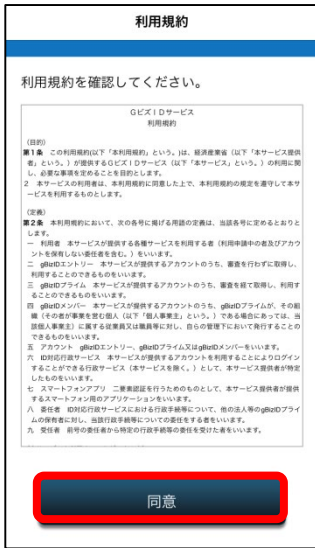 利用規約
利用規約を確認してください。
GビズIDサービス
利用規約
(目的)
第1条 この利用規約(以下「本利用規約」という。)は、経済産業省(以下「本サービス提供
者」という。)が提供するGビズIDサービス(以下「本サービス」という。)の利用に関
し、必要な事項を定めることを目的とします。
2 本サービスの利用者は、本利用規約に同意した上で、本利用規約の規定を遵守して本サ
ービスを利用するものとします。
(定義)
第2条 本利用規約において、次の各号に掲げる用語の定義は、当該各号に定めるとおりと
します。
一 利用者 本サービスが提供する各種サービスを利用する者(利用申請中の者及びアカウ
ントを保有しない委任者を含む。)をいいます。
二 gBizIDエントリー 本サービスが提供するアカウントのうち、審査を行わずに取得し、
利用することのできるものをいいます。
三 gBizIDプライム 本サービスが提供するアカウントのうち、審査を経て取得し、利用す
ることのできるものをいいます。
四 gBizIDメンバー 本サービスが提供するアカウントのうち、gBizIDプライムが、その組
織(その者が事業を営む個人(以下「個人事業主」という。)である場合にあっては、当
該個人事業主)に属する従業員又は職員等に対し、自らの管理下において発行することの
できるものをいいます。
五 アカウント gBizIDエントリー、gBizIDプライム又はgBizIDメンバーをいいます。
六 ID対応行政サービス 本サービスが提供するアカウントを利用することによりログイン
することができる行政サービス(本サービスを除く。)として、本サービス提供者が特定
したものをいいます。
七 スマートフォンアプリ 二要素認証を行うためのものとして、本サービス提供者が提供
するスマートフォン用のアプリケーションをいいます。
八 委任者 ID対応行政サービスにおける行政手続等について、他の法人等のgBizIDプライ
ムの保有者に対し、当該行政手続等についての委任をする者をいいます。
九 受任者 前号の委任者から特定の行政手続等の委任を受けた者をいいます。
同意